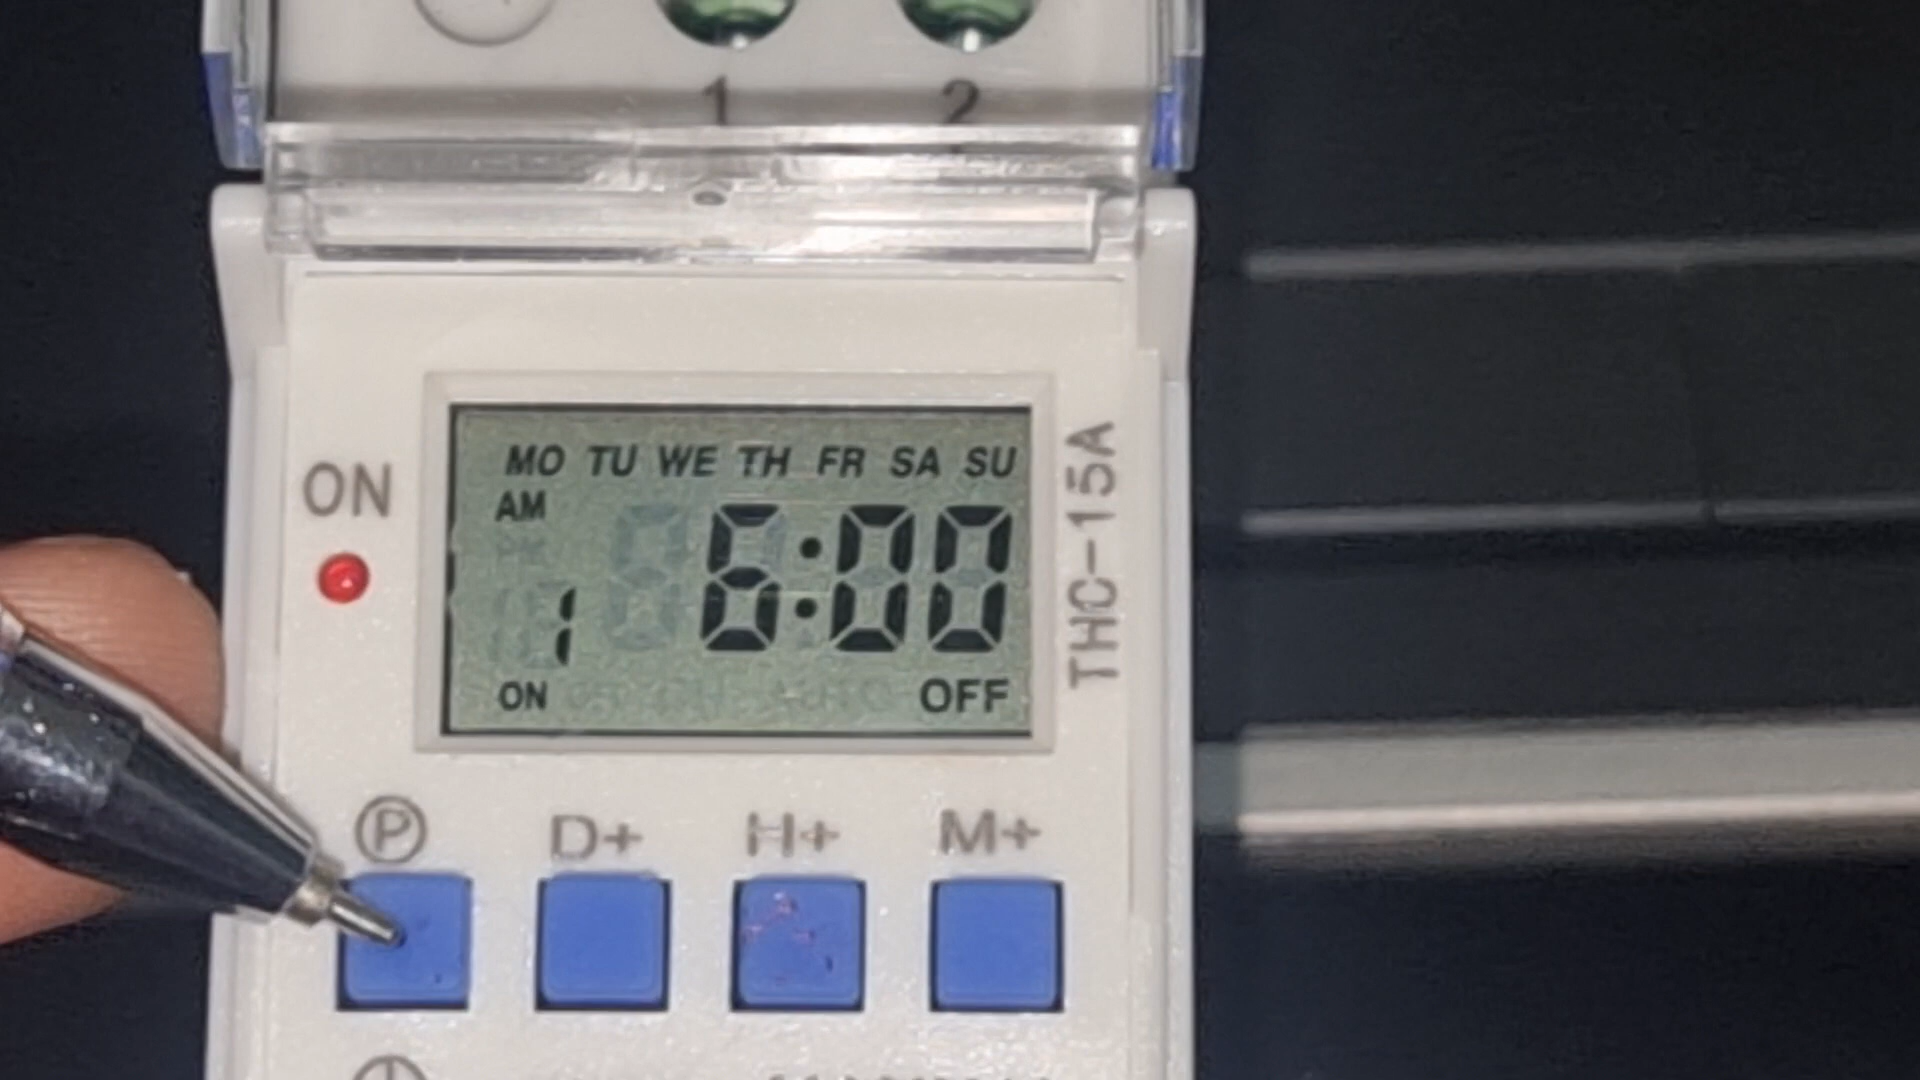 1 2
MO TU WE TH FR SA SU
AM
6:00
1
ON OFF
ON
THC-15A
P D+ H+ M+